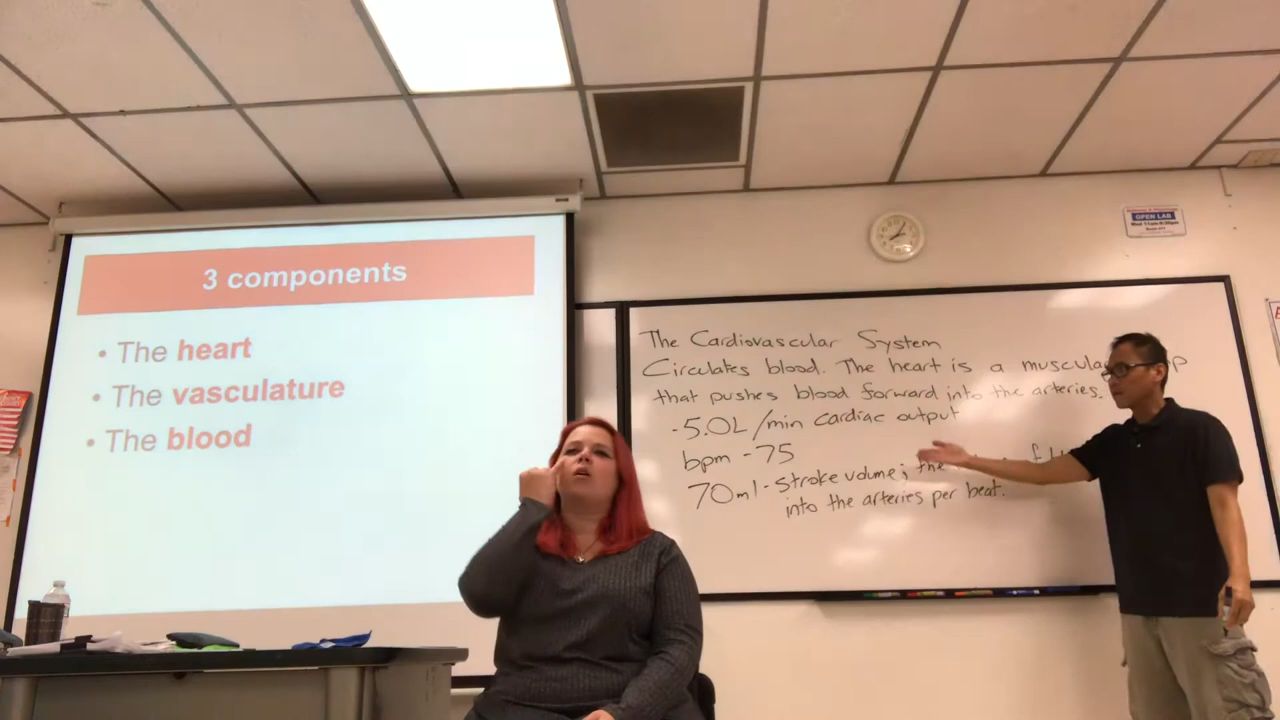 3 components
• The heart
• The vasculature
• The blood
OPEN LAB
The Cardiovascular System
Circulates blood. The heart is a muscula
that pushes blood forward into the arteries.
-5.0L/min cardiac output
bpm - 75
70ml - Stroke volume; the
into the arteries per beat.